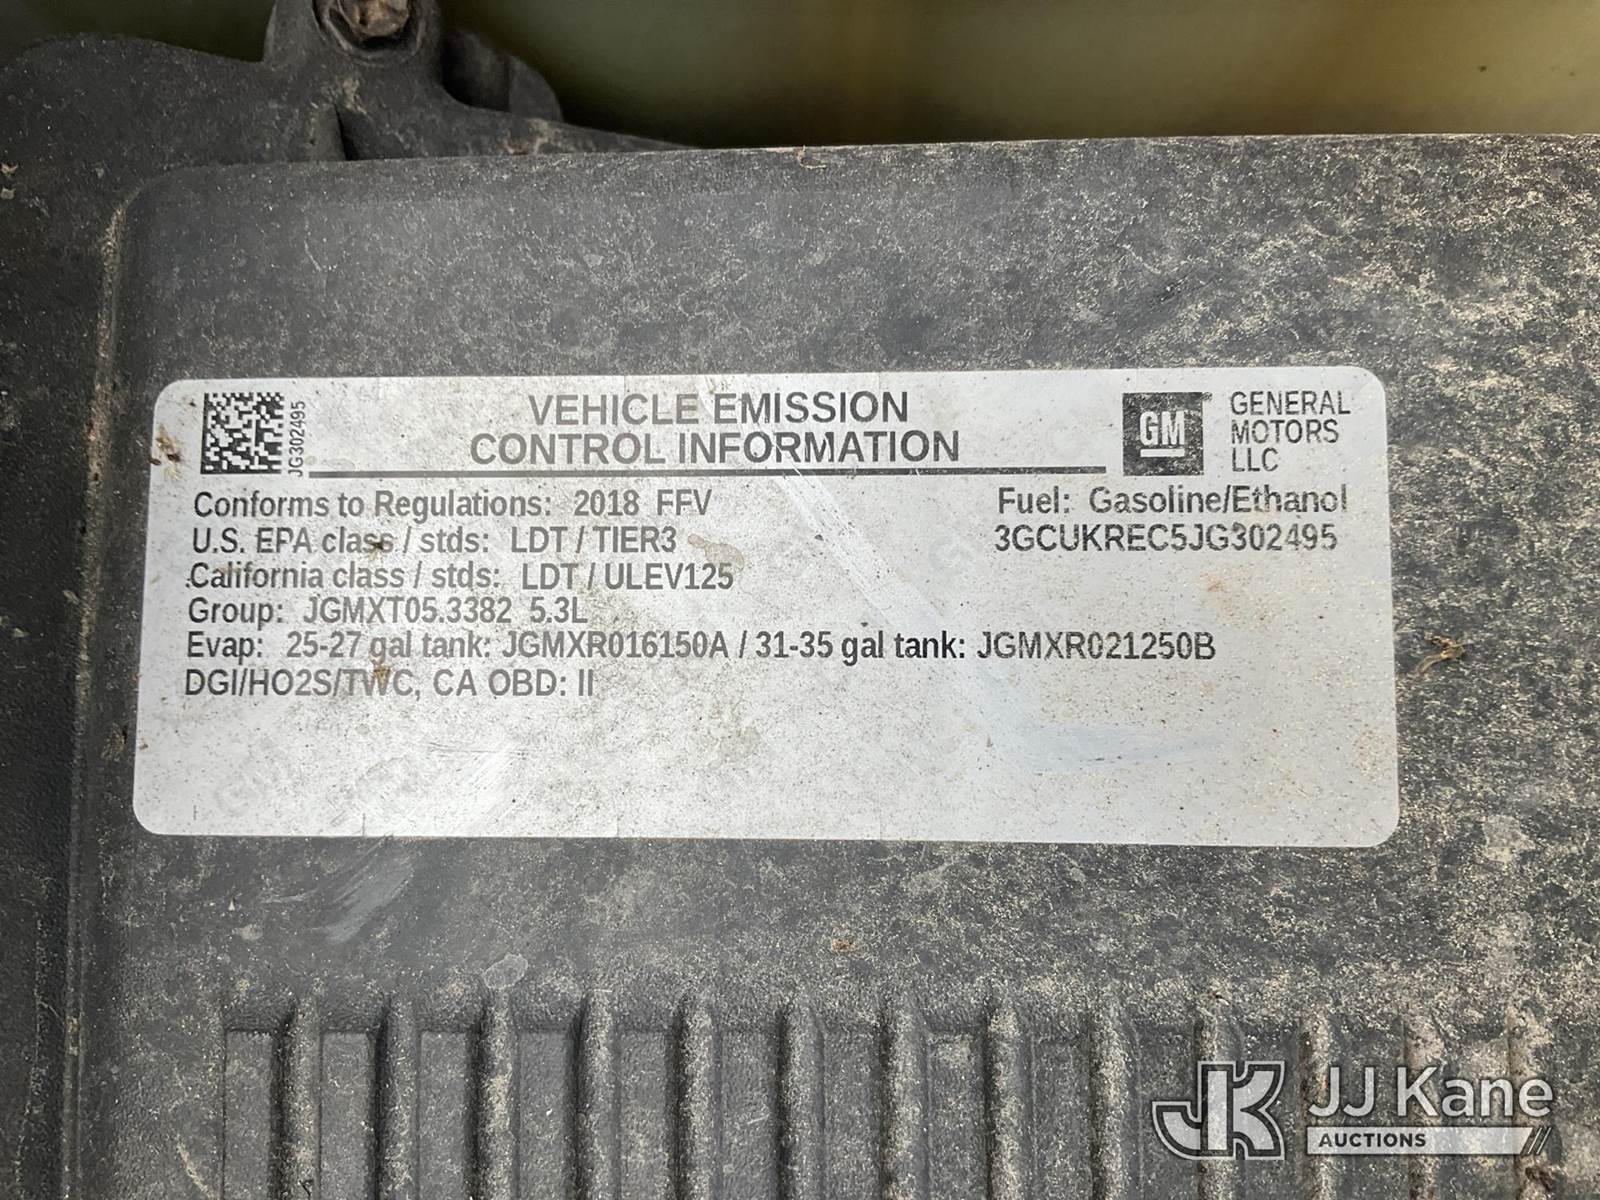 JG302495
VEHICLE EMISSION
CONTROL INFORMATION
GM
GENERAL
MOTORS
LLC
Conforms to Regulations: 2018 FFV
Fuel: Gasoline/Ethanol
U.S. EPA class / stds: LDT / TIER3
3GCUKREC5JG302495
California class / stds: LDT / ULEV125
Group: JGMXT05.3382 5.3L
Evap: 25-27 gal tank: JGMXR016150A / 31-35 gal tank: JGMXR021250B
DGI/HO2S/TWC, CA OBD: II
JK JJ Kane
AUCTIONS